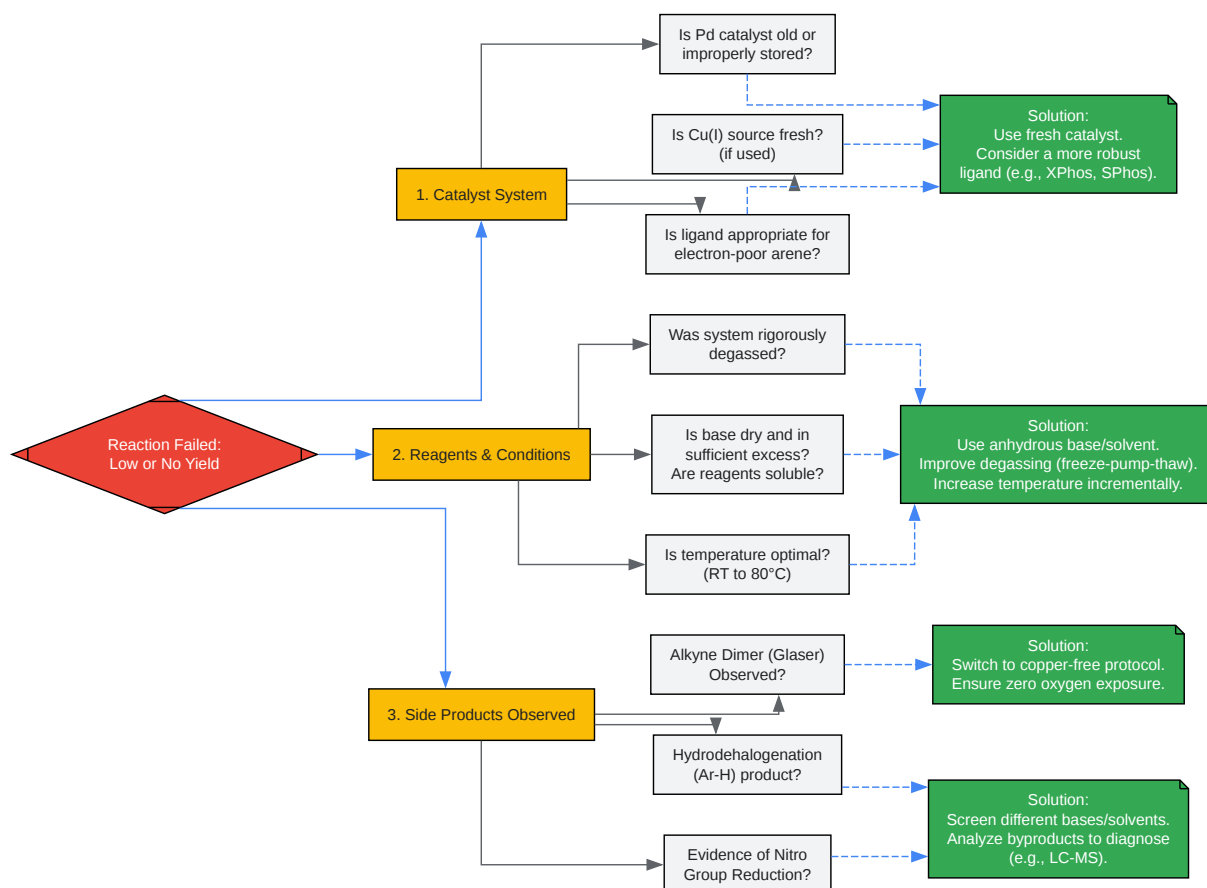 Is Pd catalyst old or
improperly stored?
Is Cu(I) source fresh?
(if used)
Solution:
Use fresh catalyst.
Consider a more robust
ligand (e.g., XPhos, SPhos).
1. Catalyst System
Is ligand appropriate for
electron-poor arene?
Was system rigorously
degassed?
Reaction Failed:
Low or No Yield
2. Reagents & Conditions
Is base dry and in
sufficient excess?
Are reagents soluble?
Solution:
Use anhydrous base/solvent.
Improve degassing (freeze-pump-thaw).
Increase temperature incrementally.
Is temperature optimal?
(RT to 80°C)
Alkyne Dimer (Glaser)
Observed?
Solution:
Switch to copper-free protocol.
Ensure zero oxygen exposure.
3. Side Products Observed
Hydrodehalogenation
(Ar-H) product?
Solution:
Screen different bases/solvents.
Analyze byproducts to diagnose
(e.g., LC-MS).
Evidence of Nitro
Group Reduction?